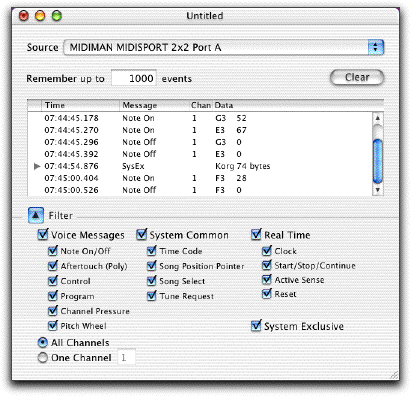 Untitled
Source MIDIMAN MIDISPORT 2x2 Port A
Remember up to 1000 events Clear
Time Message Chan Data
07:44:45.178 Note On 1 G3 52
07:44:45.270 Note On 1 E3 67
07:44:45.296 Note Off 1 G3 0
07:44:45.392 Note Off 1 E3 0
07:44:54.876 SysEx Korg 74 bytes
07:45:00.404 Note On 1 F3 28
07:45:00.526 Note Off 1 F3 0
Filter
Voice Messages System Common Real Time
Note On/Off Time Code Clock
Aftertouch (Poly) Song Position Pointer Start/Stop/Continue
Control Song Select Active Sense
Program Tune Request Reset
Channel Pressure
Pitch Wheel System Exclusive
All Channels
One Channel 1